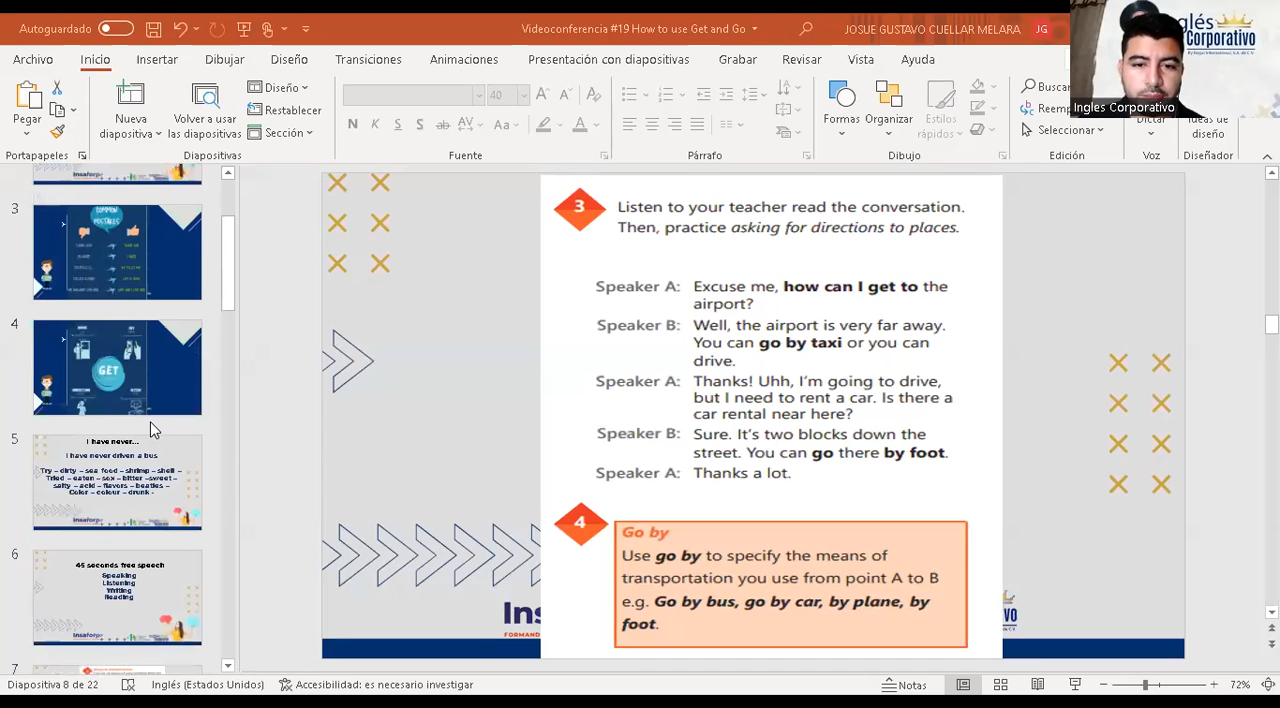 Autoguardado
Videoconferencia #19 How to use Get and Go
JOSUE GUSTAVO CUELLAR MELARA
JG
Inglés
Corporativo
Ingles Corporativo
Archivo
Inicio
Insertar
Dibujar
Diseño
Transiciones
Animaciones
Presentación con diapositivas
Grabar
Ayuda
Vista
Pegar
Nueva
diapositiva
Volver a usar
las diapositivas
Diseño
Restablecer
Sección
40
N K S S ab AV Aa A
Formas
Organizar
Estilos
rápidos
Seleccionar
Dictar
Ideas de
diseño
Portapapeles
Diapositivas
Fuente
Párrafo
Dibujo
Edición
Voz
Diseñador
3
COMMON
MISTAKES
4
GET
5
I have never...
I have never driven a bus
Try – dirty – sea food – shrimp – shell –
Tried – eaten – sox – bitter – sweet –
salty – acid – flavors – beatles –
Color – colour – drunk -
6
45 seconds free speech
Speaking
Listening
Writing
Reading
7
3
Listen to your teacher read the conversation.
Then, practice asking for directions to places.
Speaker A: Excuse me, how can I get to the
airport?
Speaker B: Well, the airport is very far away.
You can go by taxi or you can
drive.
Speaker A: Thanks! Uhh, I'm going to drive,
but I need to rent a car. Is there a
car rental near here?
Speaker B: Sure. It's two blocks down the
street. You can go there by foot.
Speaker A: Thanks a lot.
4
Go by
Use go by to specify the means of
transportation you use from point A to B
e.g. Go by bus, go by car, by plane, by
foot.
Diapositiva 8 de 22
Inglés (Estados Unidos)
Accesibilidad: es necesario investigar
Notas
72%